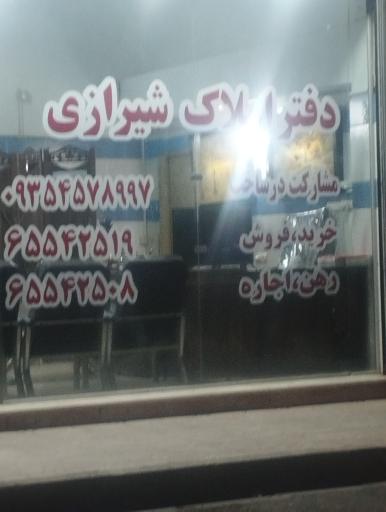 دفتر املاک شیرازی
مشارکت در ساخت
۰۹۳۵۴۵۷۸۹۹۷
خرید، فروش
۶۵۵۴۲۵۱۹
رهن، اجاره
۶۵۵۴۲۵۰۸